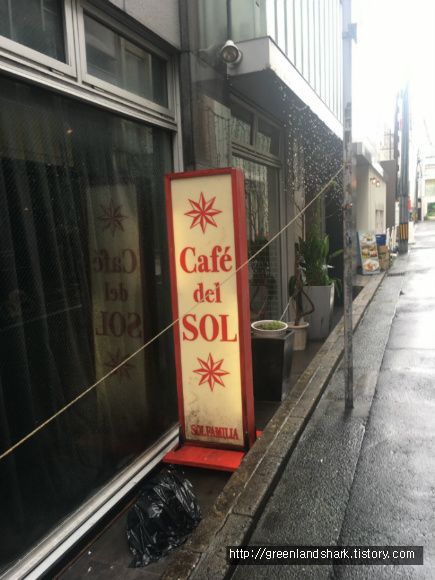 Café
del
SOL
SOLFAMILIA
http://greenlandshark.tistory.com